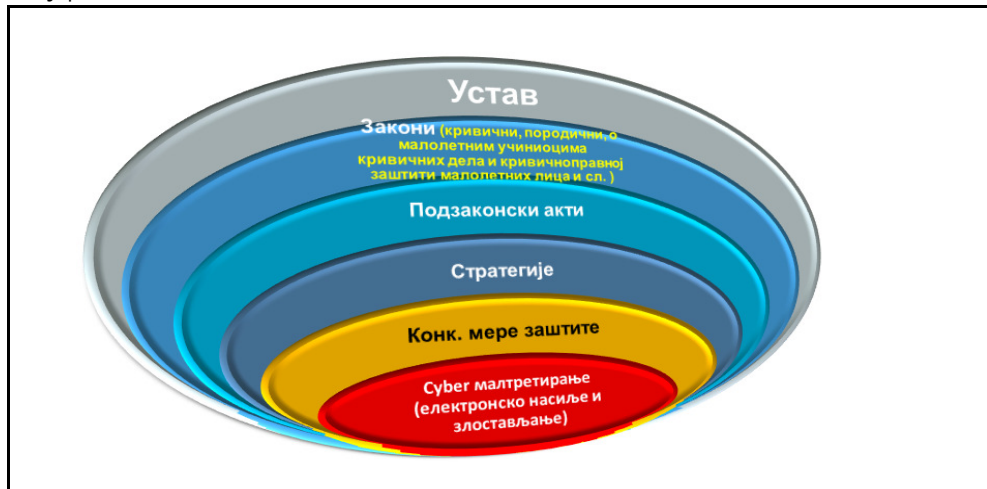 Устав
Закони (кривични, породични, о
малолетним учиниоцима
кривичних дела и кривичноправној
заштити малолетних лица и сл. )
Подзаконски акти
Стратегије
Конк. мере заштите
Cyber малтретирање
(електронско насиље и
злостављање)